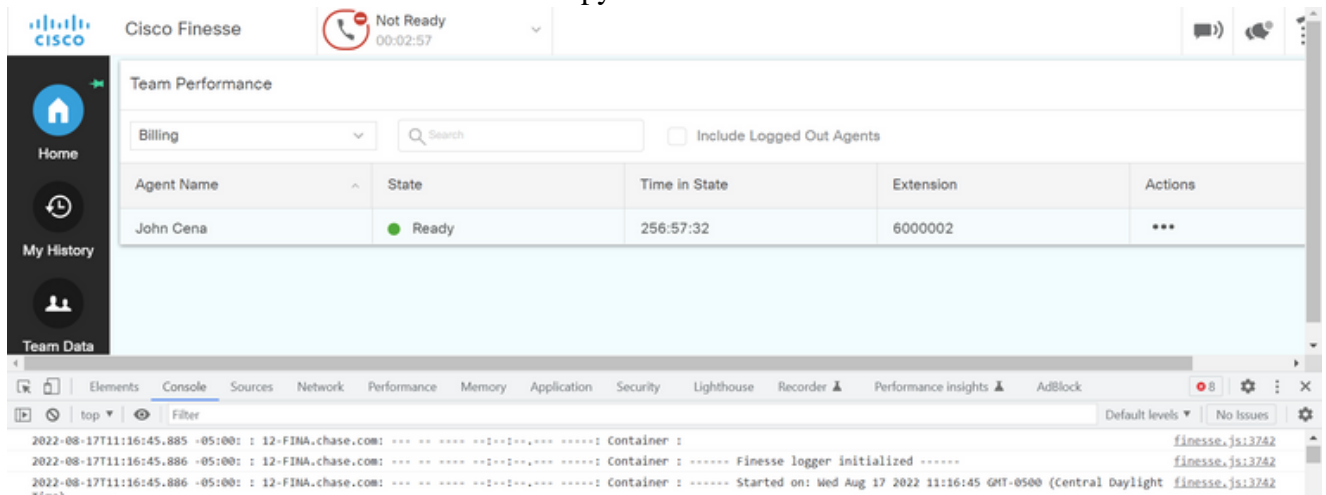 py
CISCO
Cisco Finesse
Not Ready
00:02:57
Team Performance
Home
Billing
Search
Include Logged Out Agents
Agent Name State Time in State Extension Actions
John Cena Ready 256:57:32 6000002 •••
My History
Team Data
Elements Console Sources Network Performance Memory Application Security Lighthouse Recorder Performance insights AdBlock 8
top Filter Default levels No Issues
2022-08-17T11:16:45.885 -05:00: : 12-FINA.chase.com: --- -- ---- --:--:--,--- -----: Container : finesse.js:3742
2022-08-17T11:16:45.886 -05:00: : 12-FINA.chase.com: --- -- ---- --:--:--,--- -----: Container : ------ Finesse logger initialized ------ finesse.js:3742
2022-08-17T11:16:45.886 -05:00: : 12-FINA.chase.com: --- -- ---- --:--:--,--- -----: Container : ------ Started on: Wed Aug 17 2022 11:16:45 GMT-0500 (Central Daylight finesse.js:3742